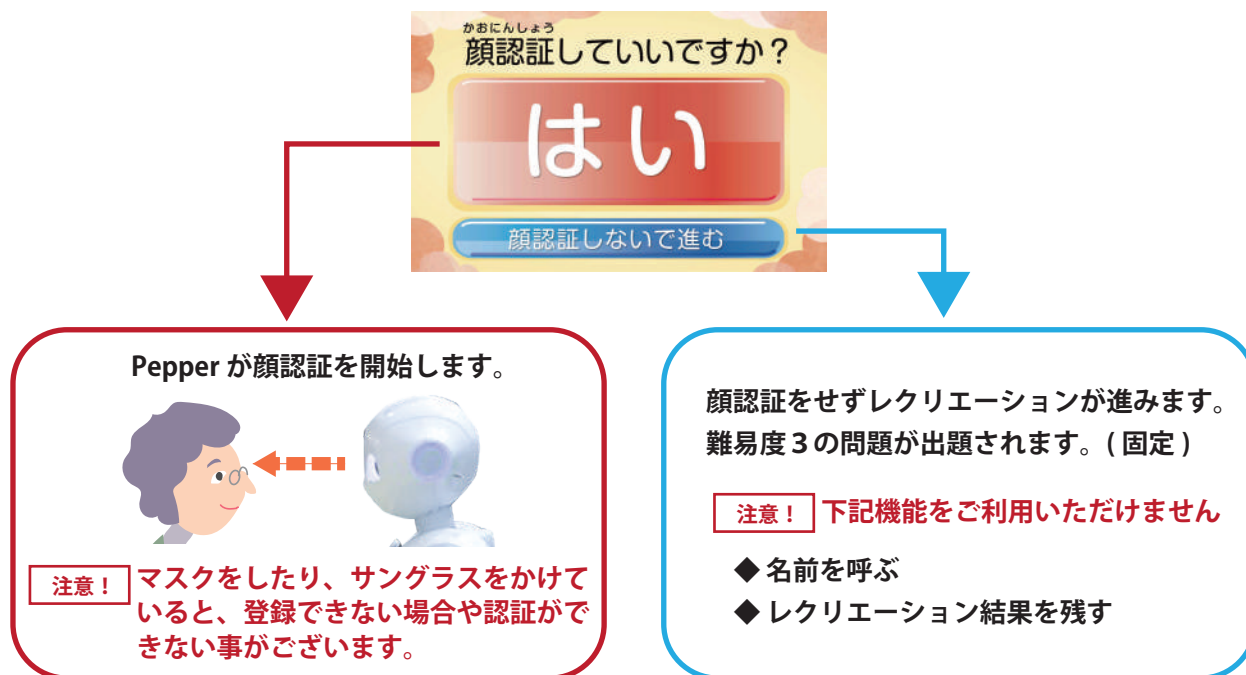 かおにんしょう
顔認証していいですか？
はい
顔認証しないで進む
Pepper が顔認証を開始します。
注意！
マスクをしたり、サングラスをかけて
いると、登録できない場合や認証がで
きない事がございます。
顔認証をせずレクリエーションが進みます。
難易度３の問題が出題されます。( 固定 )
注意！
下記機能をご利用いただけません
◆ 名前を呼ぶ
◆ レクリエーション結果を残す